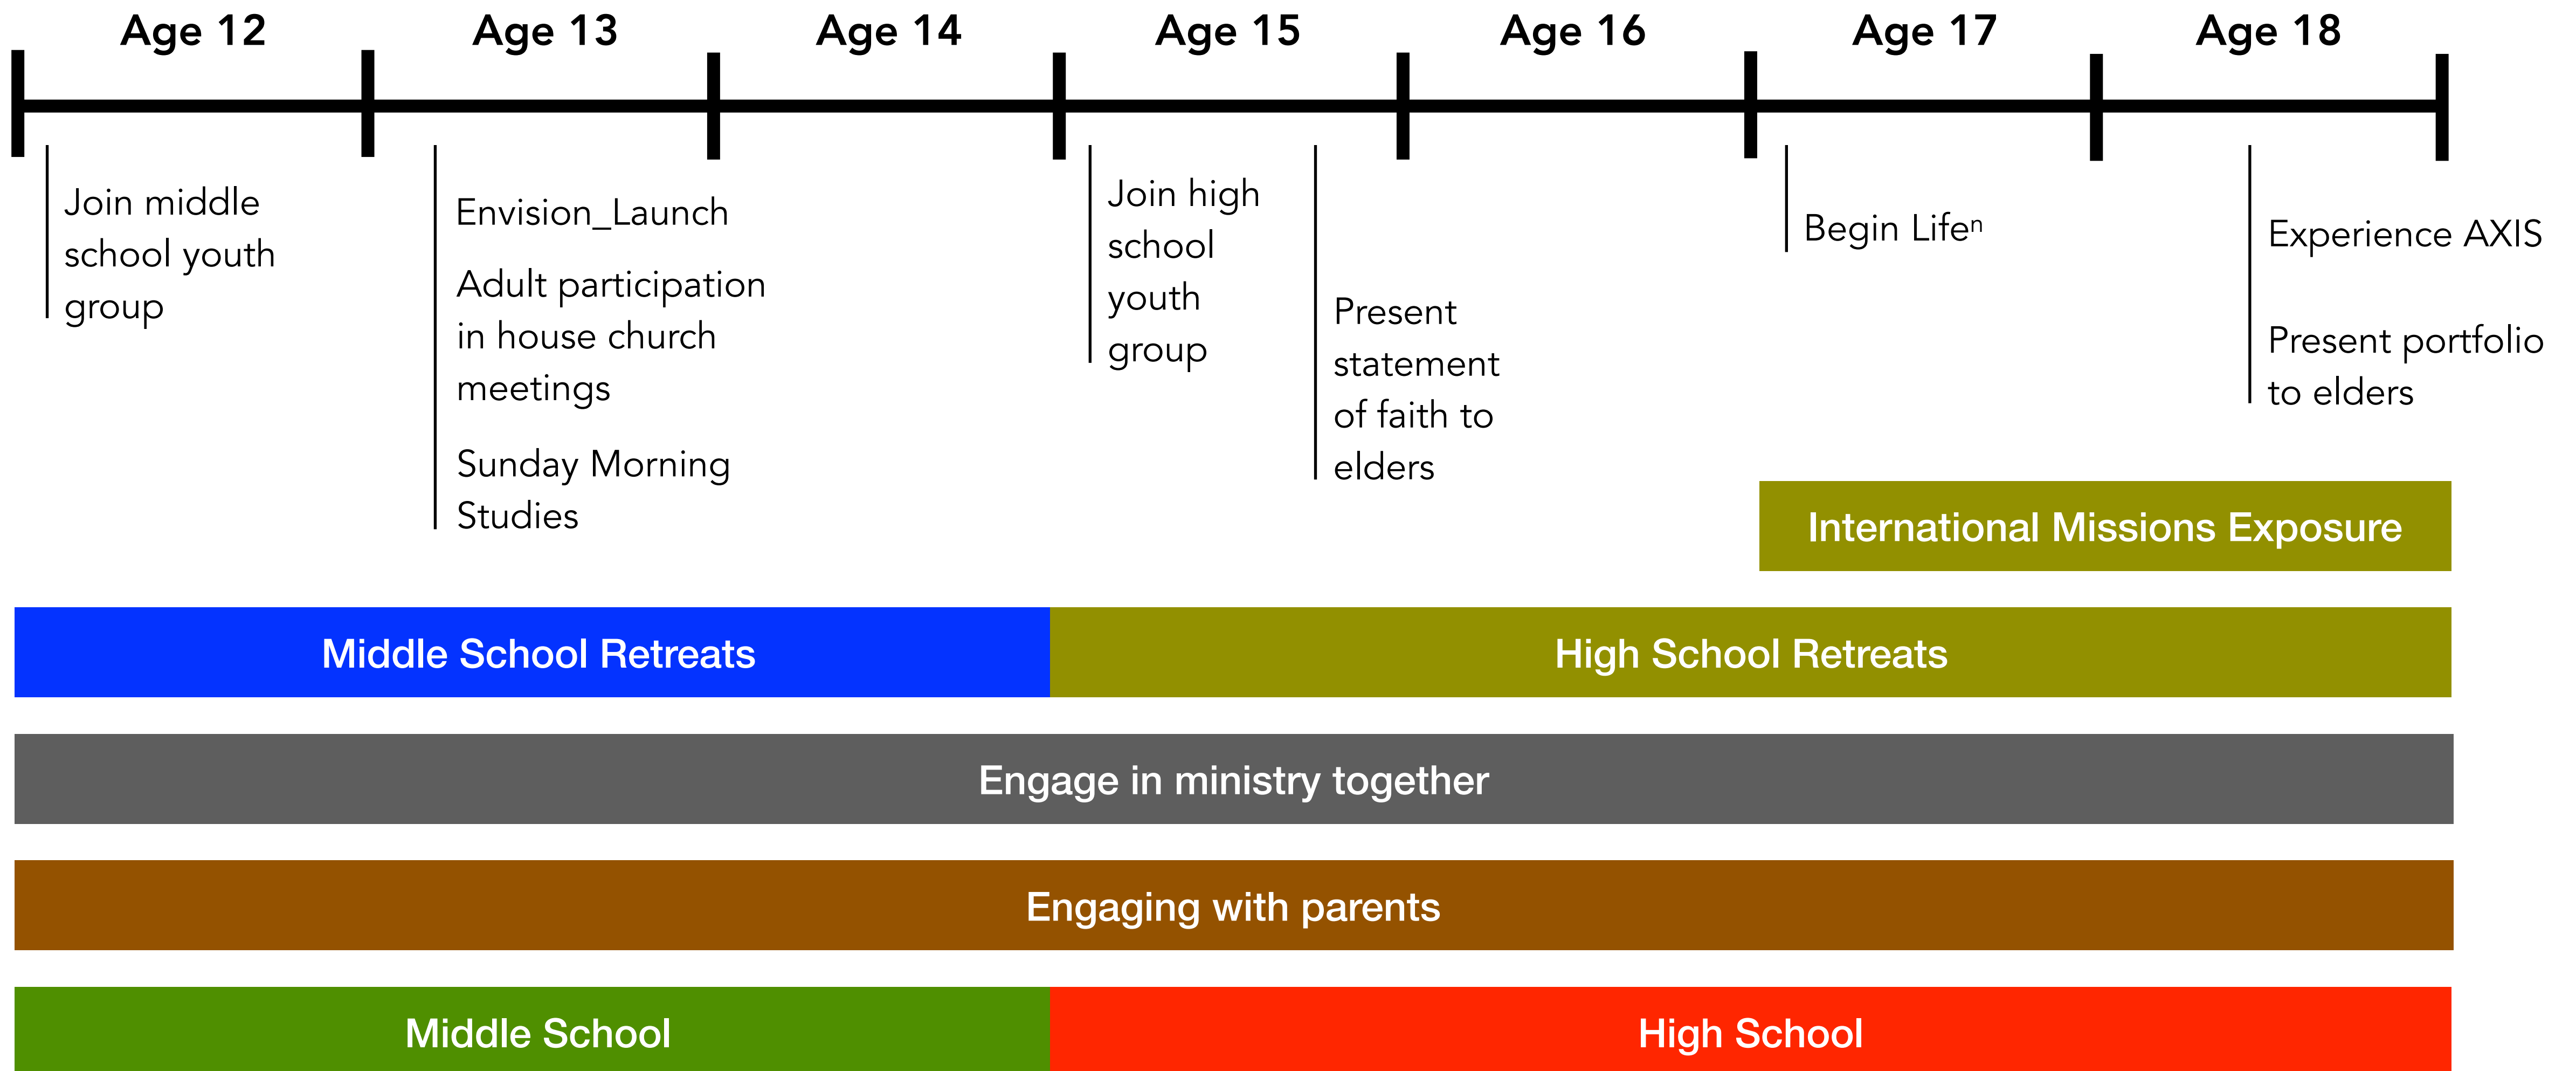 Age 12
Age 13
Age 14
Age 15
Age 16
Age 17
Age 18
Join middle
school youth
group
Envision_Launch
Adult participation
in house church
meetings
Sunday Morning
Studies
Join high
school
youth
group
Present
statement
of faith to
elders
Begin Lifeⁿ
Experience AXIS
Present portfolio
to elders
International Missions Exposure
Middle School Retreats
High School Retreats
Engage in ministry together
Engaging with parents
Middle School
High School